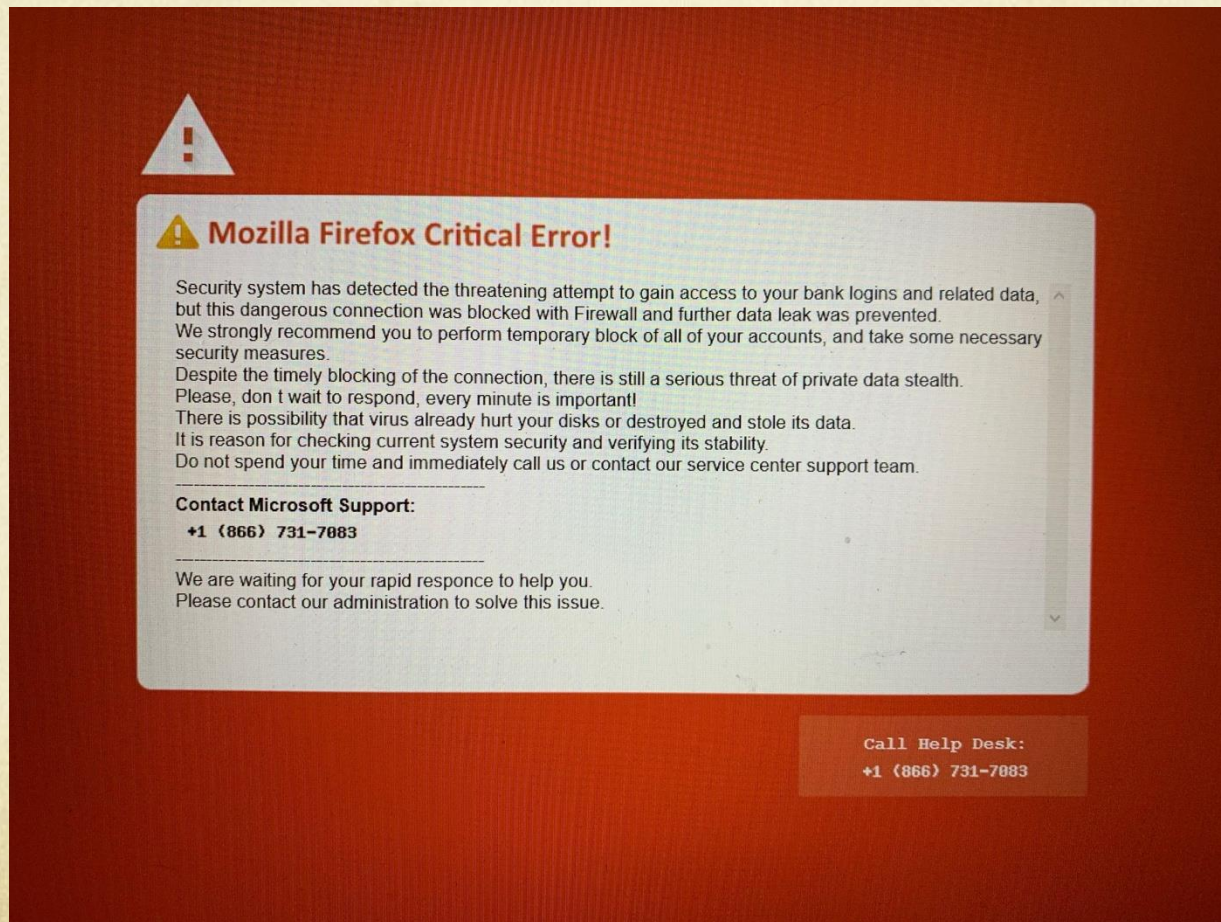 Mozilla Firefox Critical Error!
Security system has detected the threatening attempt to gain access to your bank logins and related data,
but this dangerous connection was blocked with Firewall and further data leak was prevented.
We strongly recommend you to perform temporary block of all of your accounts, and take some necessary
security measures.
Despite the timely blocking of the connection, there is still a serious threat of private data stealth.
Please, don t wait to respond, every minute is important!
There is possibility that virus already hurt your disks or destroyed and stole its data.
It is reason for checking current system security and verifying its stability.
Do not spend your time and immediately call us or contact our service center support team.
Contact Microsoft Support:
+1 (866) 731-7083
We are waiting for your rapid responce to help you.
Please contact our administration to solve this issue.
Call Help Desk:
+1 (866) 731-7083